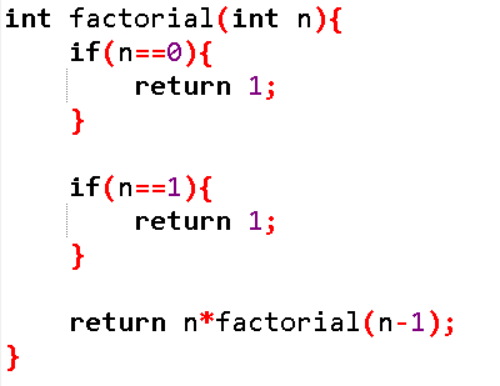 int factorial(int n){
    if(n==0){
        return 1;
    }

    if(n==1){
        return 1;
    }

    return n*factorial(n-1);
}